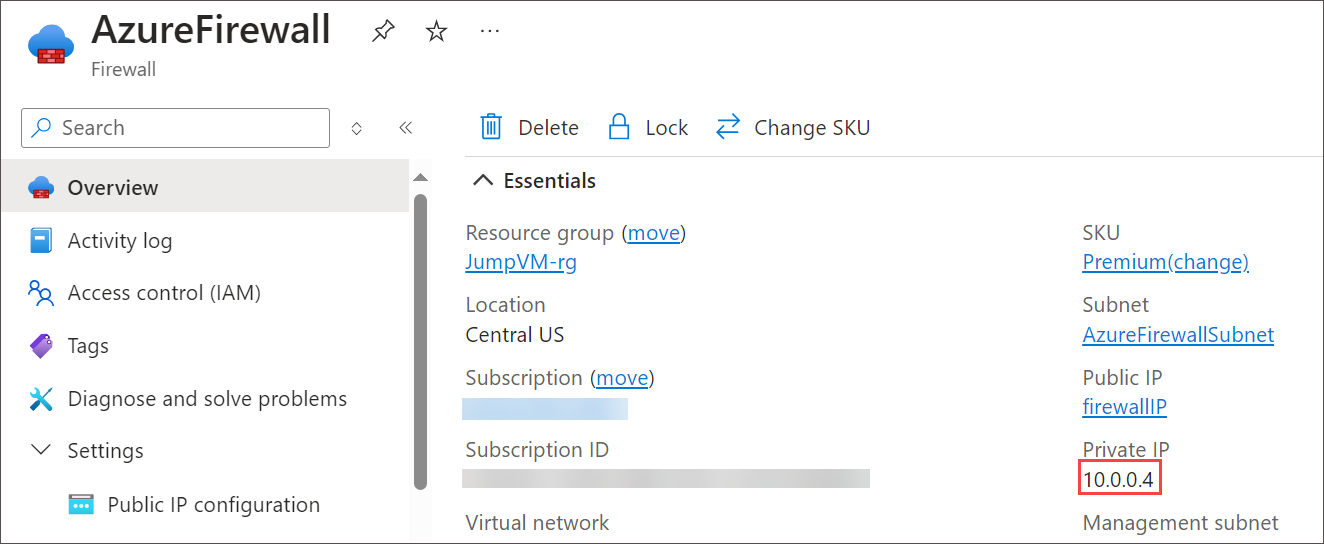 AzureFirewall
Firewall
Search
Overview
Activity log
Access control (IAM)
Tags
Diagnose and solve problems
Settings
Public IP configuration
Delete Lock Change SKU
Essentials
Resource group (move)
JumpVM-rg
Location
Central US
Subscription (move)
Subscription ID
Virtual network
SKU
Premium(change)
Subnet
AzureFirewallSubnet
Public IP
firewallIP
Private IP
10.0.0.4
Management subnet